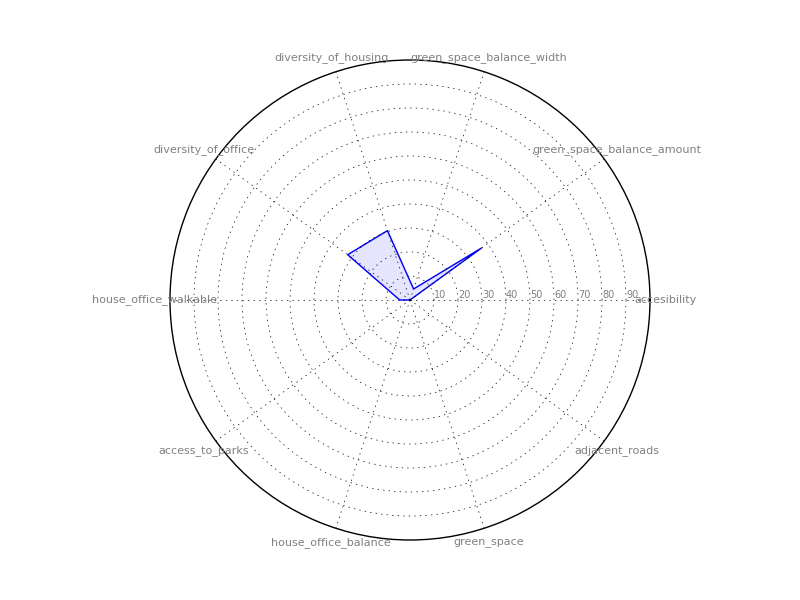 diversity_of_housing green_space_balance_width
diversity_of_office green_space_balance_amount
house_office_walkable 10 20 30 40 50 60 70 80 90 accesibility
access_to_parks adjacent_roads
house_office_balance green_space